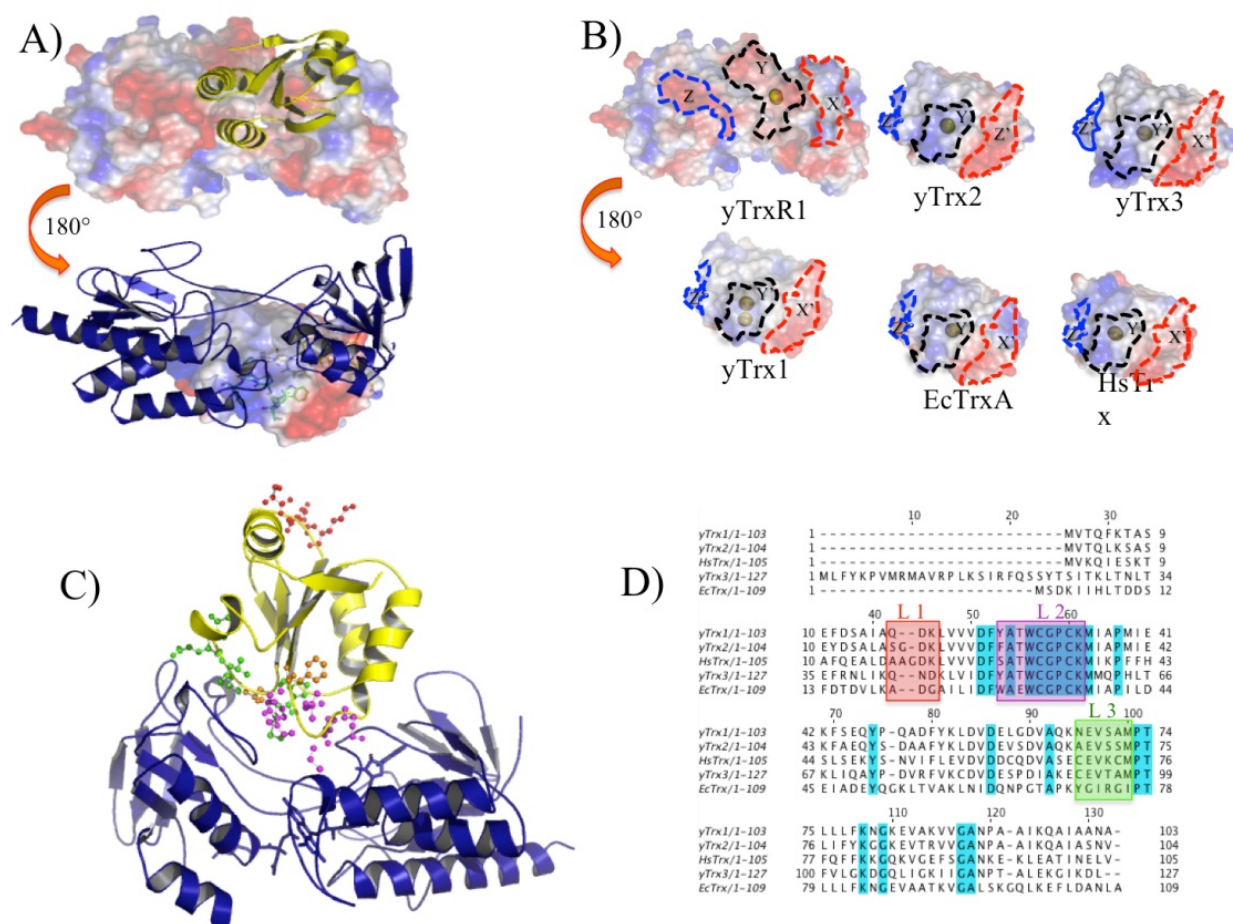 A)
180°
B)
Z
Y
X
yTrxR1
Z'
Y'
Z'
yTrx2
Z'
Y'
X'
yTrx3
180°
Z'
Y'
X'
yTrx1
Z'
Y'
X'
EcTrxA
Z'
Y'
X'
HsTr
x
C)
D)
10 20 30
yTrx1/1-103 1 -------------------------MVTQFKTAS 9
yTrx2/1-104 1 -------------------------MVTQLKSAS 9
HsTrx/1-105 1 -------------------------MVKQIESKT 9
yTrx3/1-127 1 MLFYKPVMRMAVRPLKSIRFQSSYTSITKLTNLT 34
EcTrx/1-109 1 ----------------------MSDKIIHLTDDS 12
40 50 60
L 1 L 2
yTrx1/1-103 10 EFDSAIAQ--DKLVVVDFYATWCGPCKMIAPMIE 41
yTrx2/1-104 10 EYDSALASG-DKLVVVDFFATWCGPCKMIAPMIE 42
HsTrx/1-105 10 AFQEALDAAGDKLVVVDFSATWCGPCKMIKPFFH 43
yTrx3/1-127 35 EFRNLIKQ--NDKLVIDFYATWCGPCKMMQPHLT 66
EcTrx/1-109 13 DFDTDVLKA--DGAILIDFWAEWCGPCKMIAPILD 44
70 80 90 100
L 3
yTrx1/1-103 42 KFSEQYP-QADFYKLDVDELGDVAQKNEVSAMPT 74
yTrx2/1-104 43 KFAEQYS-DAAFYKLDVDEVSDVAQKAEVSSMPT 75
HsTrx/1-105 44 SLSEKYS-NVIFLEVDVDDCQDVASECEVKCMPT 76
yTrx3/1-127 67 KLIQAYP-DVRFVKCDVDESPDIAKECEVTAMPT 99
EcTrx/1-109 45 EIADEYQGKLTVAKLNIDQNPGTAPKYGIRGIPT 78
110 120 130
yTrx1/1-103 75 LLLFKNGKEVAKVVGANPA-AIKQAIAANA- 103
yTrx2/1-104 76 LIFYKGGKEVTRVVGANPA-AIKQAIASNV- 104
HsTrx/1-105 77 FQFFKKGQKVGEFSGANKE-KLEATINELV- 105
yTrx3/1-127 100 FVLGKDGQLIGKIIGANPT-ALEKGIKDL-- 127
EcTrx/1-109 79 LLLFKNGEVAATKVGALSKGQLKEFLDANLA 109